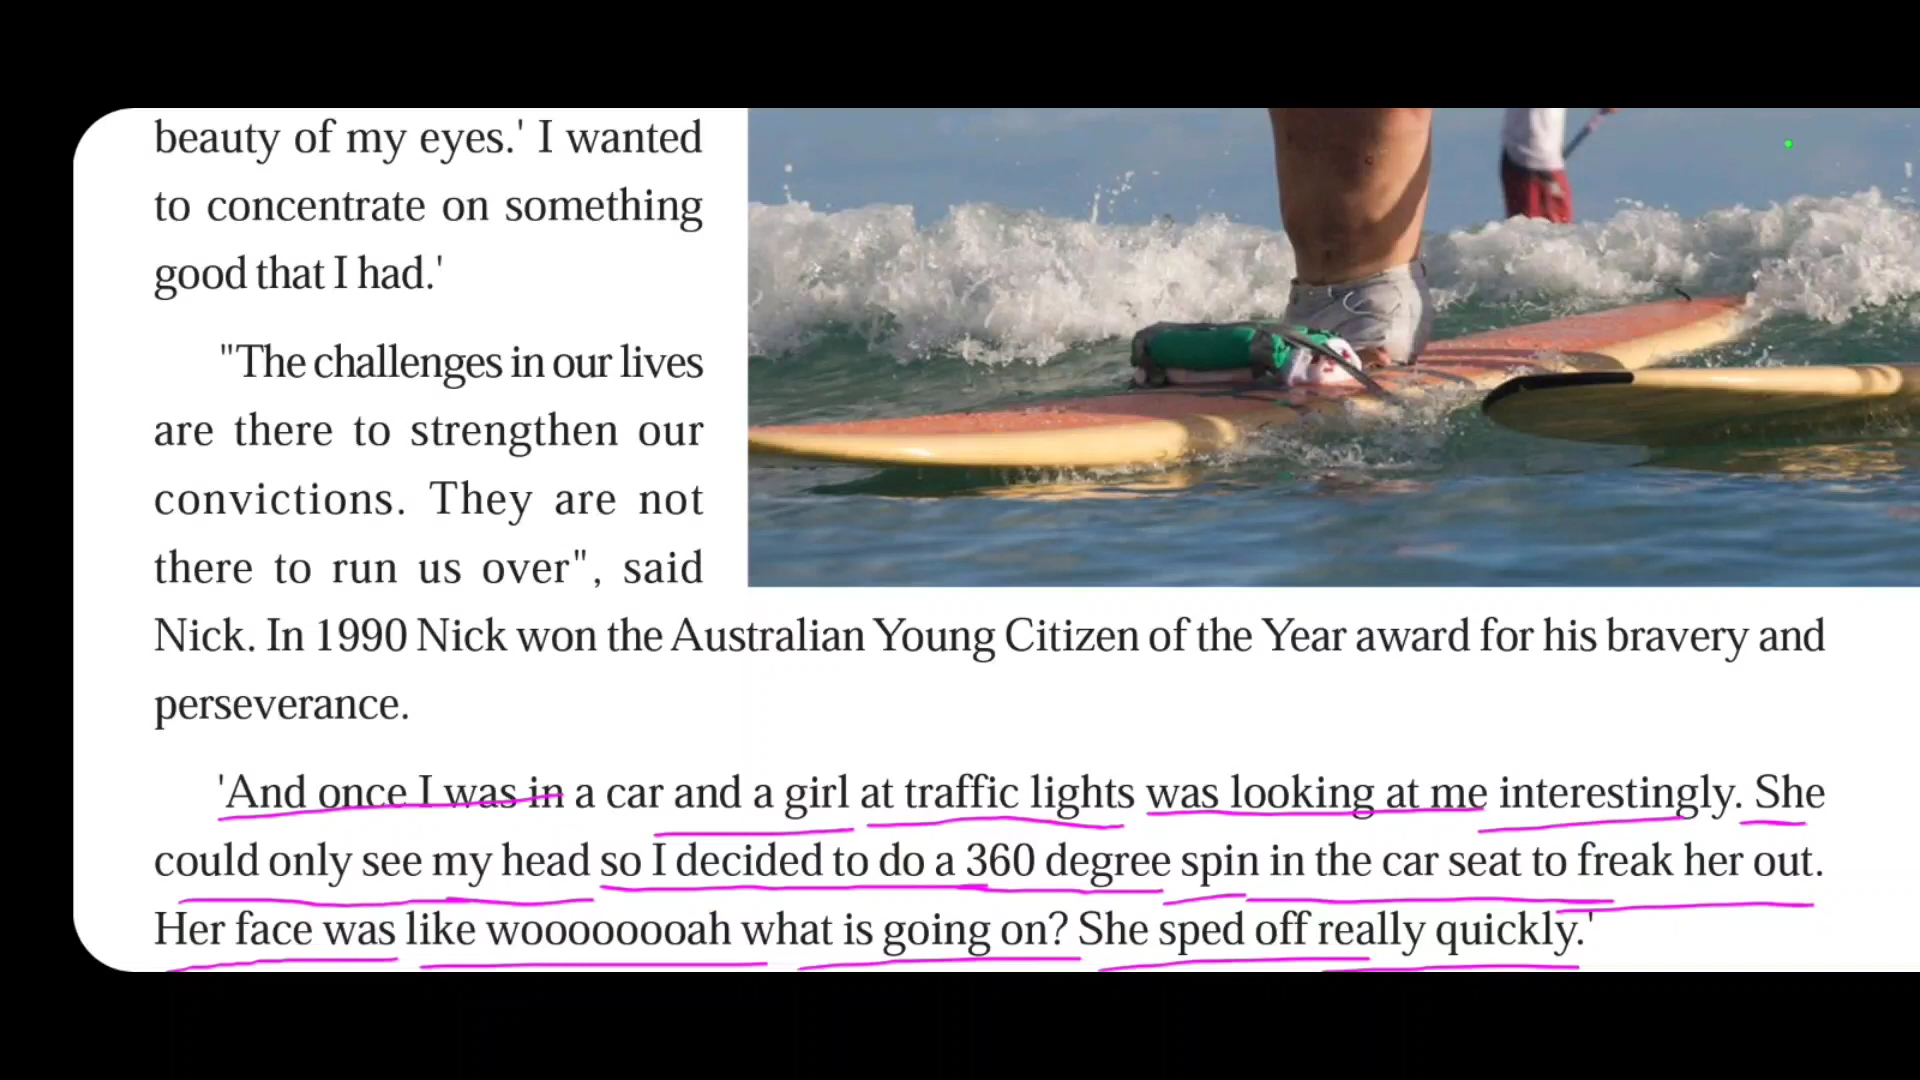 beauty of my eyes.' I wanted
to concentrate on something
good that I had.'
"The challenges in our lives
are there to strengthen our
convictions. They are not
there to run us over", said
Nick. In 1990 Nick won the Australian Young Citizen of the Year award for his bravery and
perseverance.
'And once I was in a car and a girl at traffic lights was looking at me interestingly. She
could only see my head so I decided to do a 360 degree spin in the car seat to freak her out.
Her face was like woooooooah what is going on? She sped off really quickly.'